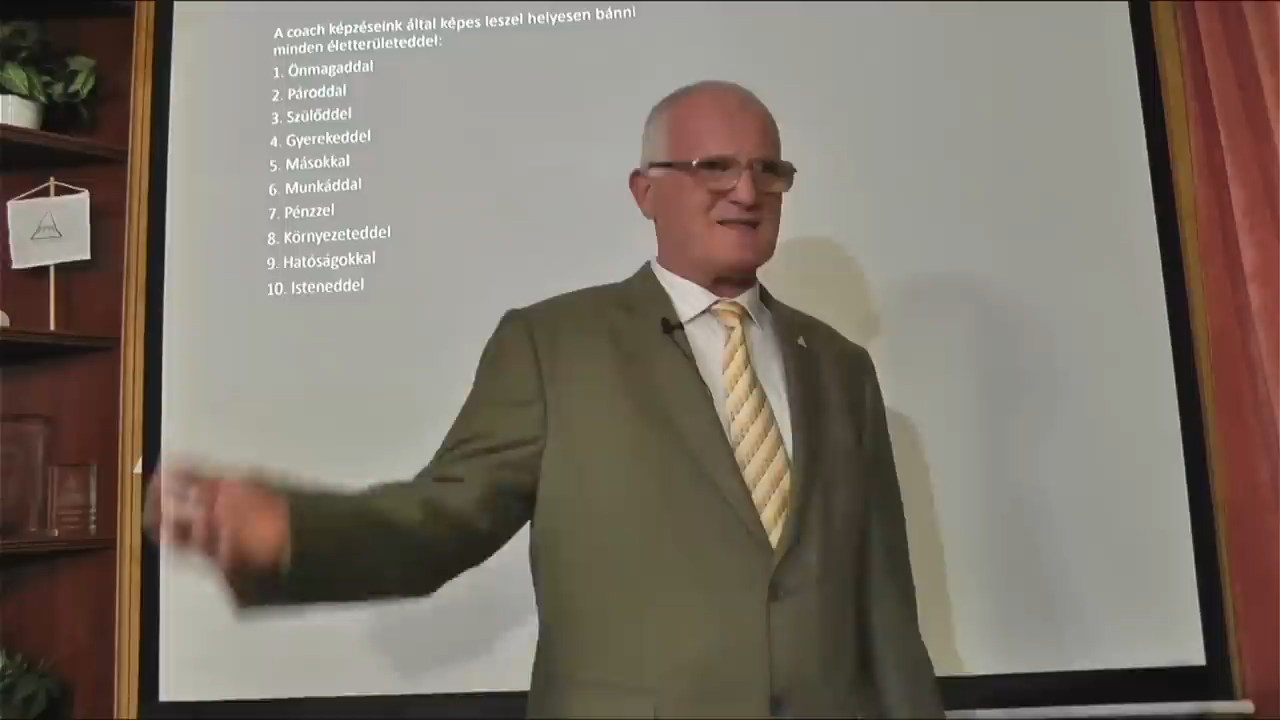 A coach képzéseink által képes leszel helyesen bánni
minden életterületeddel:
1. Önmagaddal
2. Pároddal
3. Szülőddel
4. Gyerekeddel
5. Másokkal
6. Munkáddal
7. Pénzzel
8. Környezeteddel
9. Hatóságokkal
10. Isteneddel